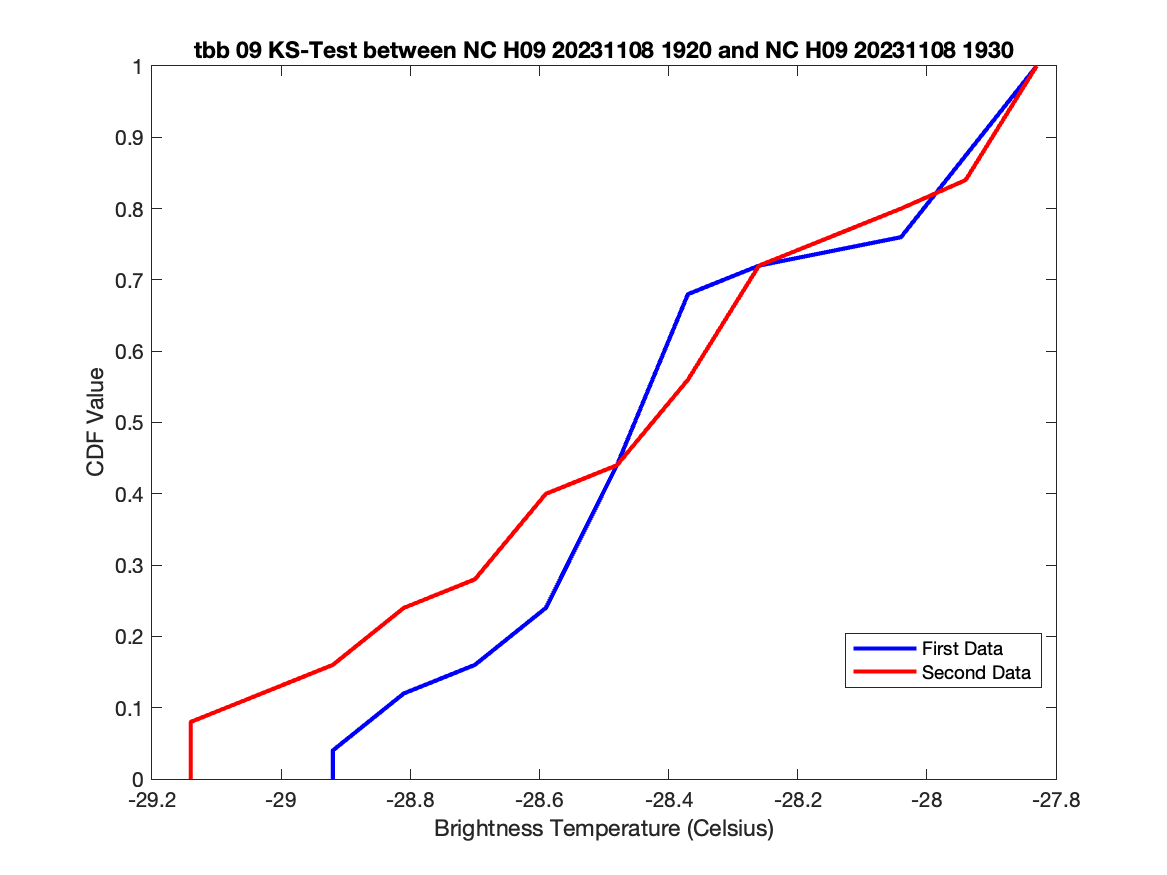 tbb 09 KS-Test between NC H09 20231108 1920 and NC H09 20231108 1930
1
0.9
0.8
0.7
0.6
0.5
0.4
0.3
0.2
0.1
0
CDF Value
First Data
Second Data
-29.2 -29 -28.8 -28.6 -28.4 -28.2 -28 -27.8
Brightness Temperature (Celsius)